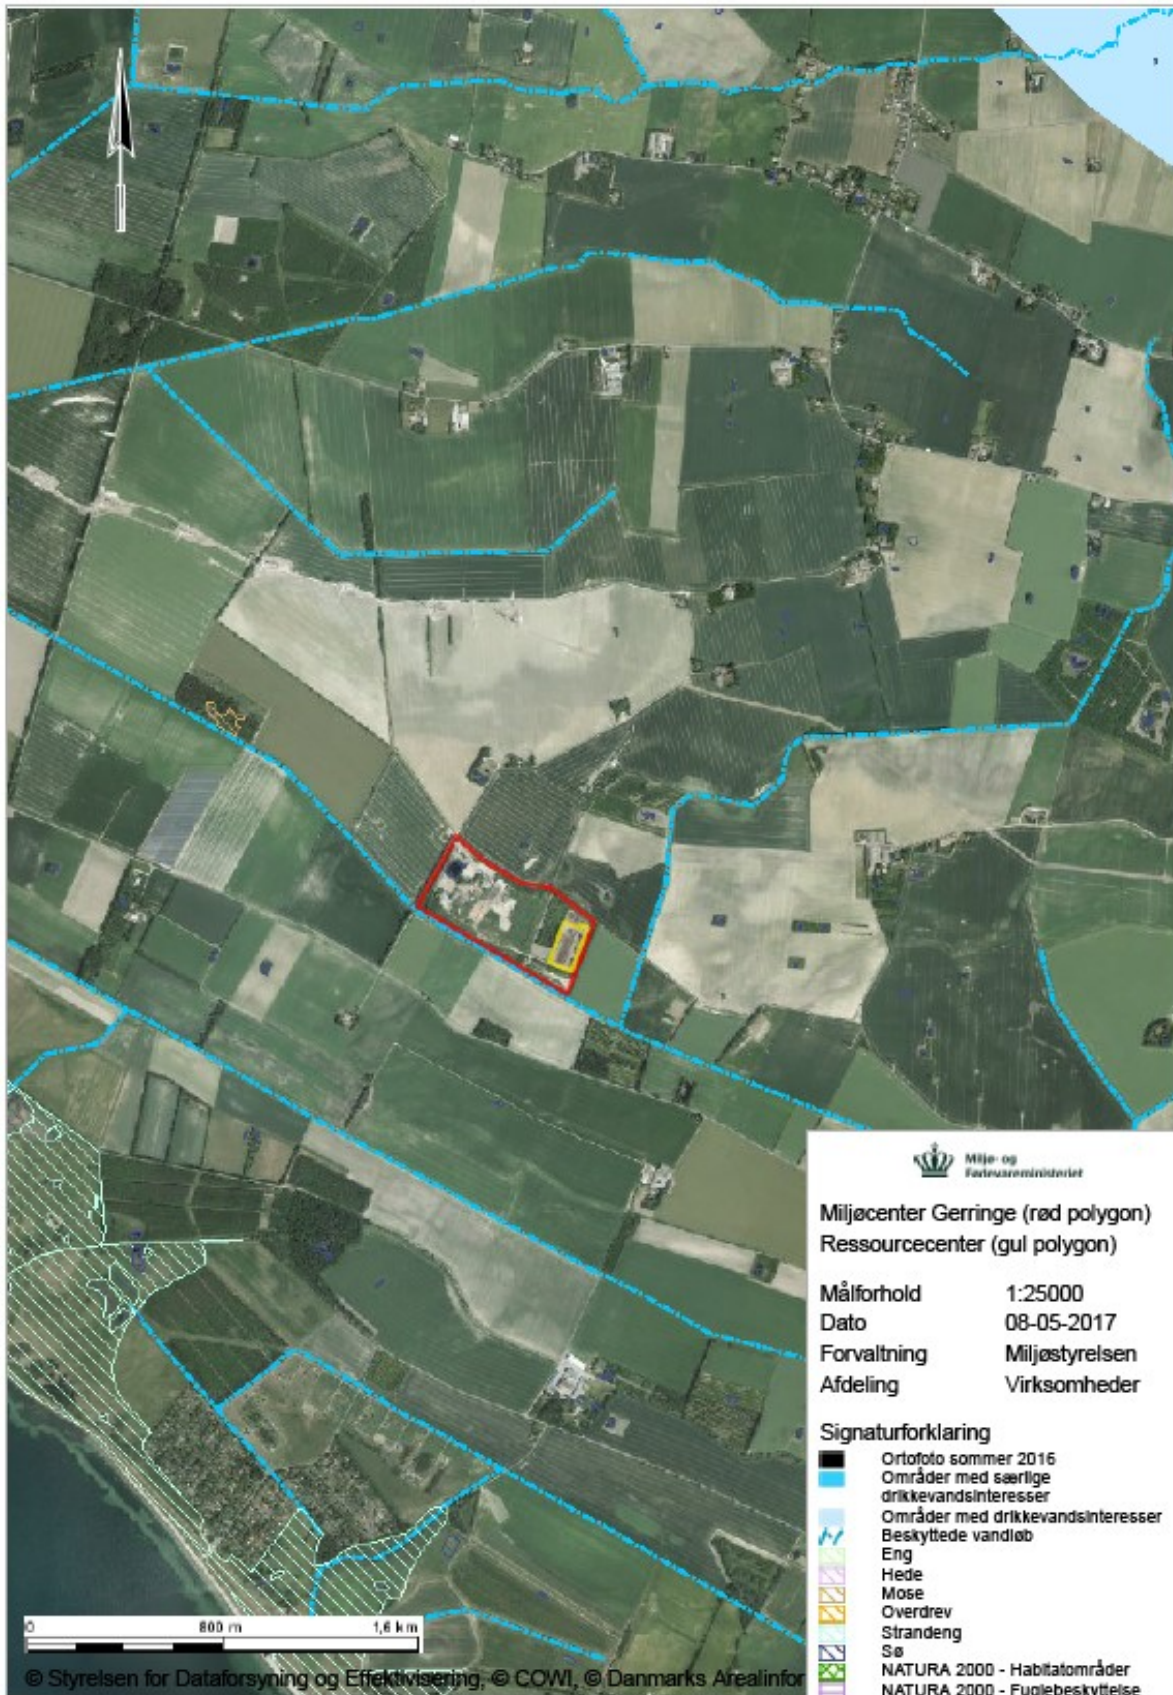 Miljø- og
Fødevareministeriet
Miljøcenter Gerringe (rød polygon)
Ressourcecenter (gul polygon)
Målforhold 1:25000
Dato 08-05-2017
Forvaltning Miljøstyrelsen
Afdeling Virksomheder
Signaturforklaring
Ortofoto sommer 2016
Områder med særlige
drikkevandsinteresser
Områder med drikkevandsinteresser
Beskyttede vandløb
Eng
Hede
Mose
Overdrev
Strandeng
Sø
NATURA 2000 - Habitatområder
NATURA 2000 - Fuglebeskyttelse
0 800 m 1,6 km
© Styrelsen for Dataforsyning og Effektivisering, © COWI, © Danmarks Arealinfor